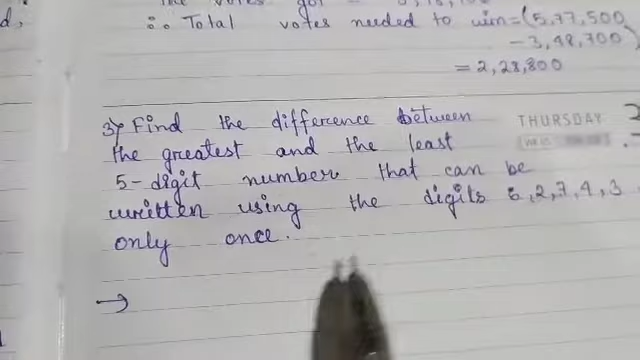 ∴ Total votes needed to win = (5,77,500
- 3,48,700)
= 2,28,800
THURSDAY
3) Find the difference between
the greatest and the least
5-digit number that can be
written using the digits 6,2,7,4,3
only once.
→